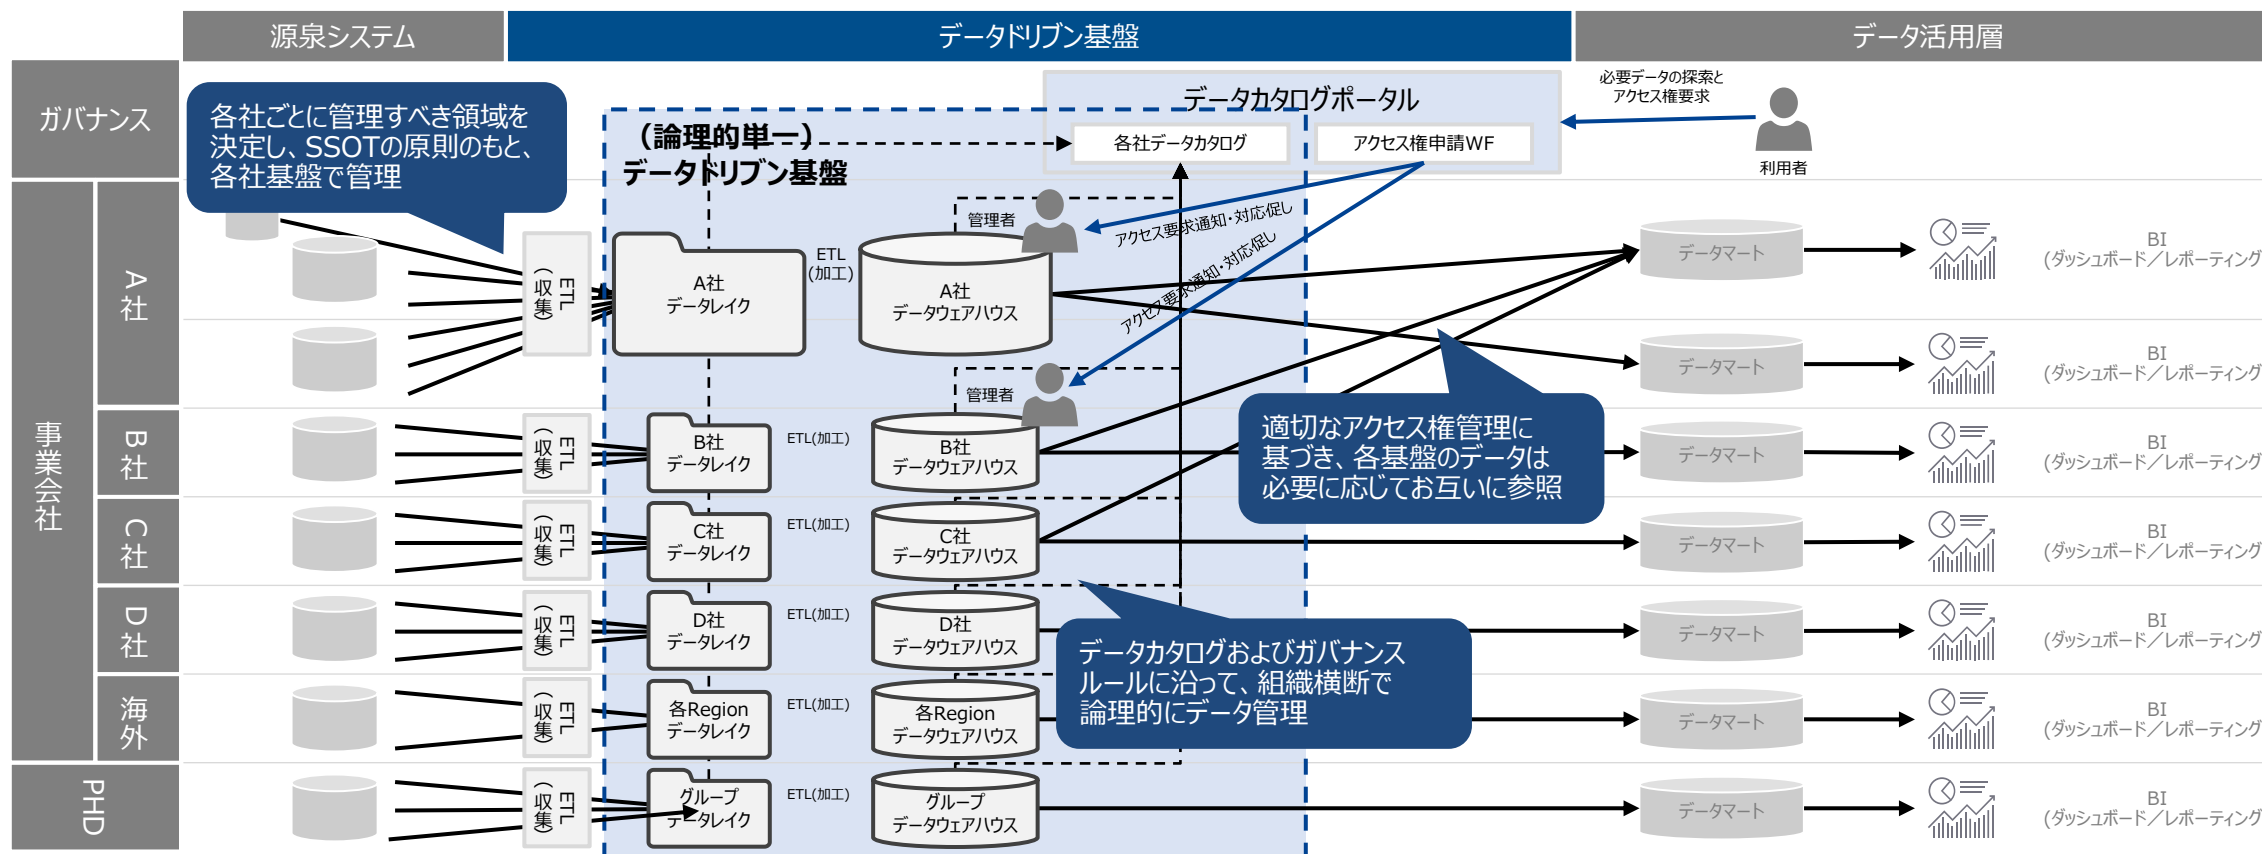 源泉システム
データドリブン基盤
データ活用層
ガバナンス
各社ごとに管理すべき領域を
決定し、SSOTの原則のもと、
各社基盤で管理
(論理的単一)
データドリブン基盤
データカタログポータル
各社データカタログ
アクセス権申請WF
必要データの探索と
アクセス権要求
利用者
事業会社
A社
ETL
(収集)
A社
データレイク
ETL
(加工)
管理者
A社
データウェアハウス
アクセス要求通知・対応促し
アクセス要求通知・対応促し
データマート
BI
(ダッシュボード／レポーティング
データマート
BI
(ダッシュボード／レポーティング
管理者
B社
ETL
(収集)
B社
データレイク
ETL(加工)
B社
データウェアハウス
適切なアクセス権管理に
基づき、各基盤のデータは
必要に応じてお互いに参照
データマート
BI
(ダッシュボード／レポーティング
C社
ETL
(収集)
C社
データレイク
ETL(加工)
C社
データウェアハウス
データマート
BI
(ダッシュボード／レポーティング
D社
ETL
(収集)
D社
データレイク
ETL(加工)
D社
データウェアハウス
データカタログおよびガバナンス
ルールに沿って、組織横断で
論理的にデータ管理
データマート
BI
(ダッシュボード／レポーティング
海外
ETL
(収集)
各Region
データレイク
ETL(加工)
各Region
データウェアハウス
データマート
BI
(ダッシュボード／レポーティング
PHD
ETL
(収集)
グループ
データレイク
ETL(加工)
グループ
データウェアハウス
データマート
BI
(ダッシュボード／レポーティング